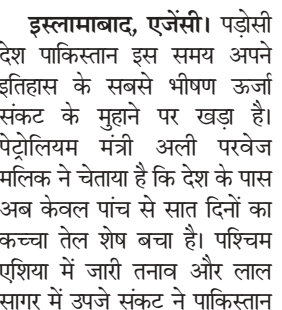 इस्लामाबाद, एजेंसी। पड़ोसी
देश पाकिस्तान इस समय अपने
इतिहास के सबसे भीषण ऊर्जा
संकट के मुहाने पर खड़ा है।
पेट्रोलियम मंत्री अली परवेज
मलिक ने चेताया है कि देश के पास
अब केवल पांच से सात दिनों का
कच्चा तेल शेष बचा है। पश्चिम
एशिया में जारी तनाव और लाल
सागर में उपजे संकट ने पाकिस्तान